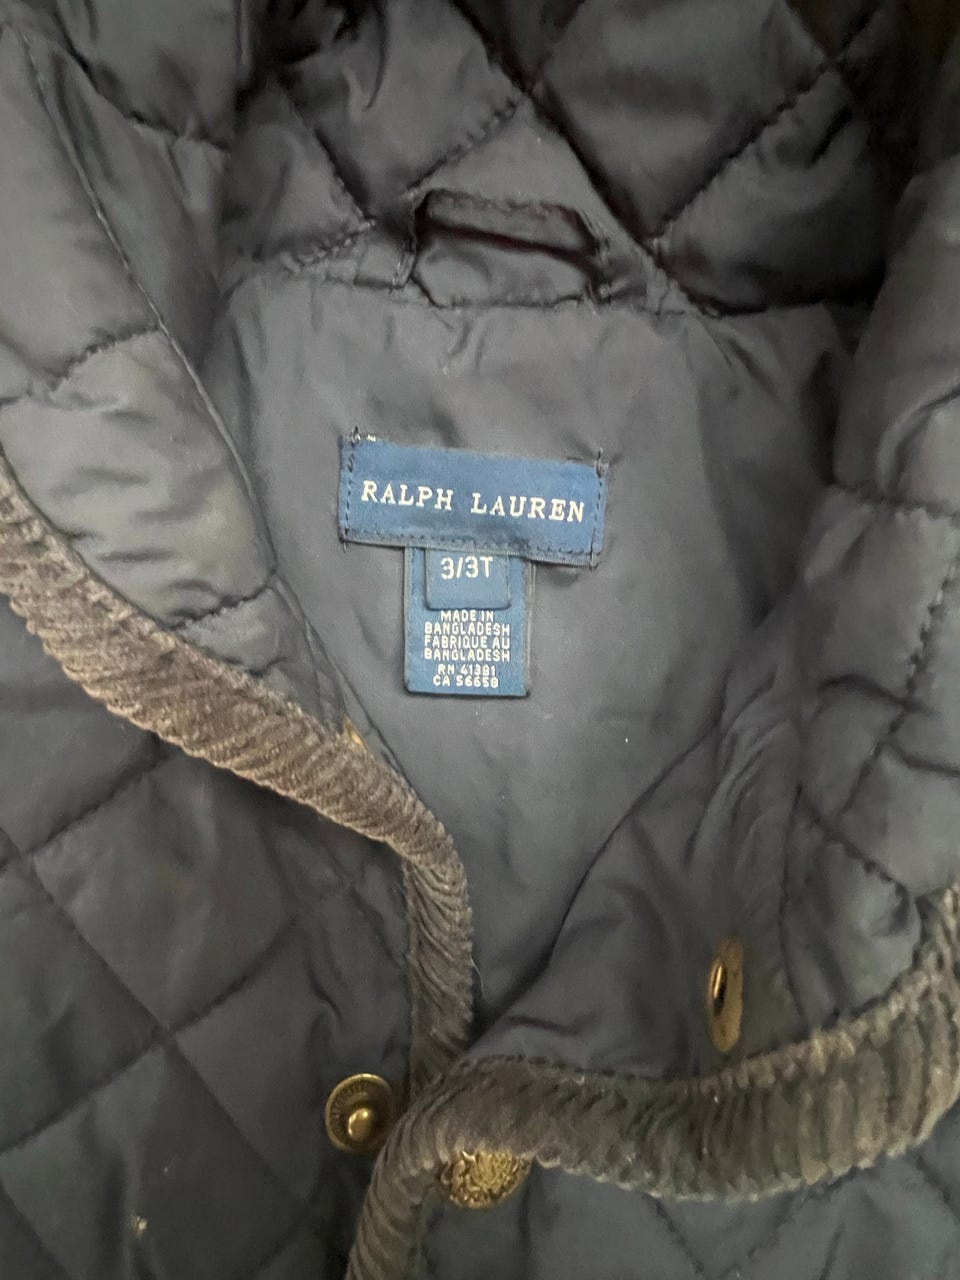 RALPH LAUREN
3/3T
MADE IN
BANGLADESH
FABRIQUE AU
BANGLADESH
RN 41381
CA 56658